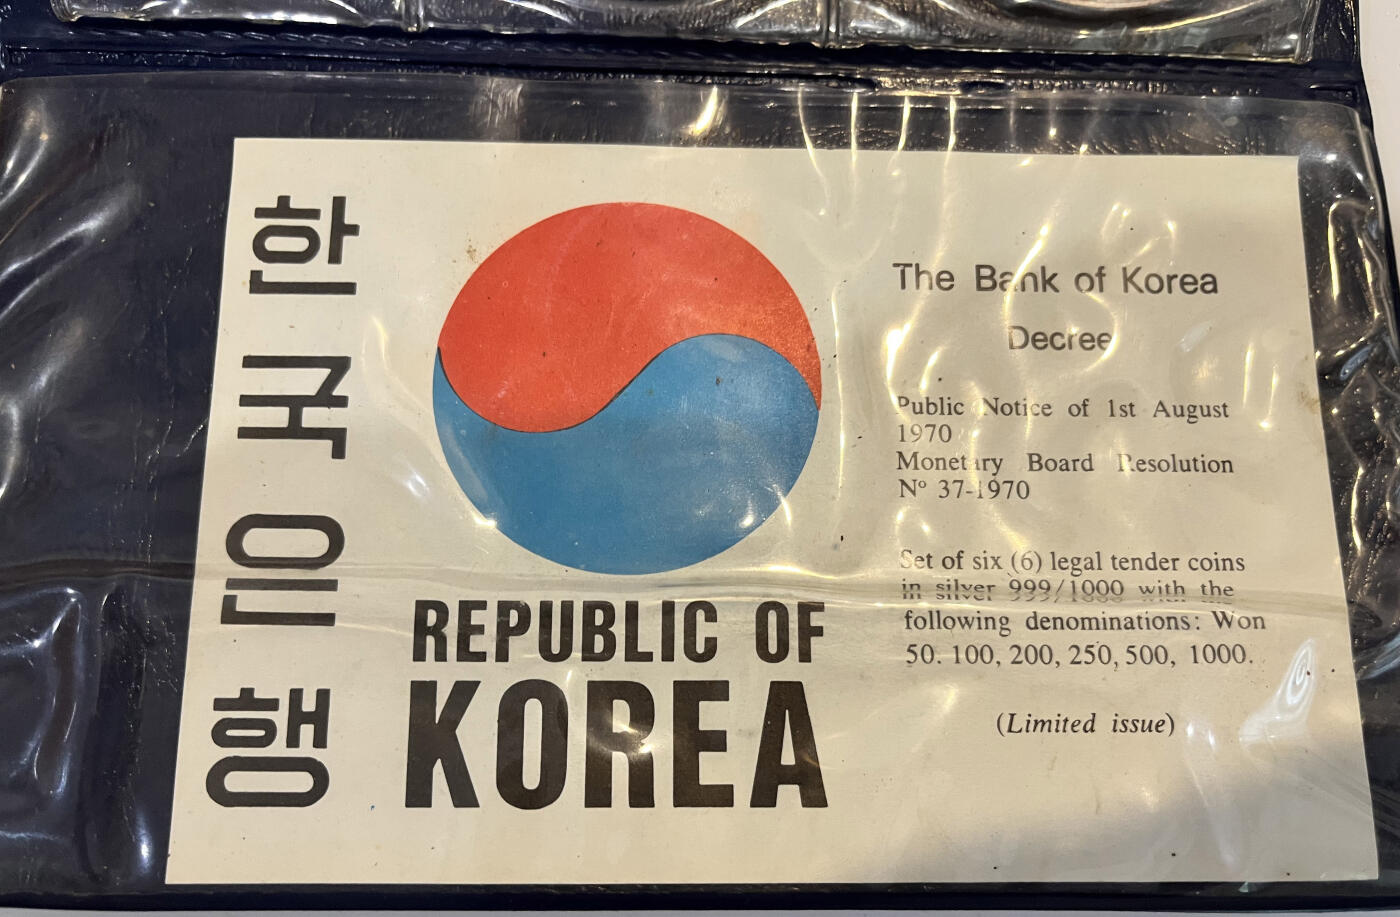 한국은행
REPUBLIC OF
KOREA
The Bank of Korea
Decree
Public Notice of 1st August
1970
Monetary Board Resolution
Nº 37-1970
Set of six (6) legal tender coins
in silver 999/1000 with the
following denominations: Won
50. 100, 200, 250, 500, 1000.
(Limited issue)